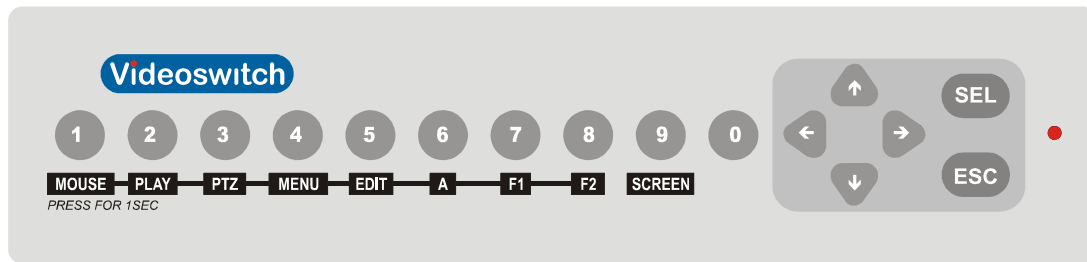 Videoswitch
1 2 3 4 5 6 7 8 9 0
MOUSE PLAY PTZ MENU EDIT A F1 F2 SCREEN
PRESS FOR 1SEC
SEL
ESC